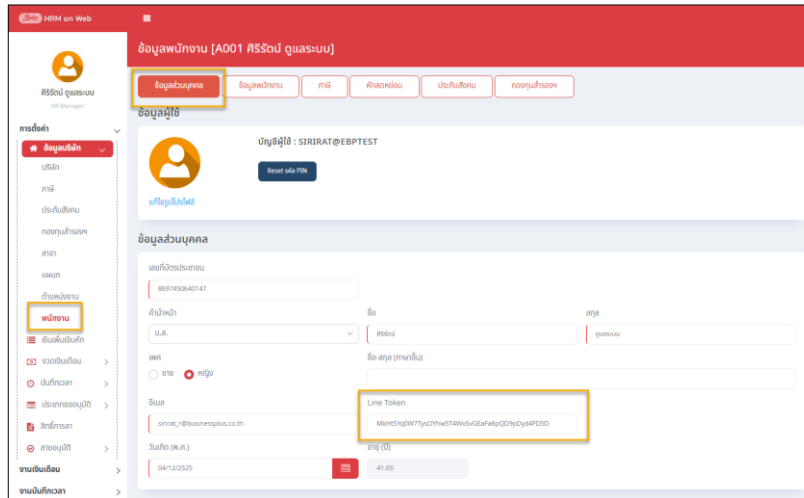 HRM on Web
ข้อมูลพนักงาน [A001 ศิริรัตน์ ดูแลระบบ]
ศิริรัตน์ ดูแลระบบ
HR Manager
การตั้งค่า
ข้อมูลบริษัท
บริษัท
ภาษี
ประกันสังคม
กองทุนสำรองฯ
สาขา
แผนก
ตำแหน่งงาน
พนักงาน
เงินเพิ่มเงินหัก
งวดเงินเดือน
บันทึกเวลา
ประเภทขออนุมัติ
สิทธิ์การลา
สายอนุมัติ
งานเงินเดือน
งานบันทึกเวลา
ข้อมูลส่วนบุคคล ข้อมูลพนักงาน ภาษี หักลดหย่อน ประกันสังคม กองทุนสำรองฯ
ข้อมูลผู้ใช้
บัญชีผู้ใช้ : SIRIRAT@EBPTEST
Reset รหัส PIN
แก้ไขรูปโปรไฟล์
ข้อมูลส่วนบุคคล
เลขที่บัตรประชาชน
8697450640147
คำนำหน้า ชื่อ สกุล
น.ส. ศิริรัตน์ ดูแลระบบ
เพศ ชื่อ-สกุล (ภาษาอื่น)
ชาย หญิง
อีเมล Line Token
sirirat_r@businessplus.co.th
วันเกิด (พ.ศ.) อายุ (ปี)
04/12/2525 41.05